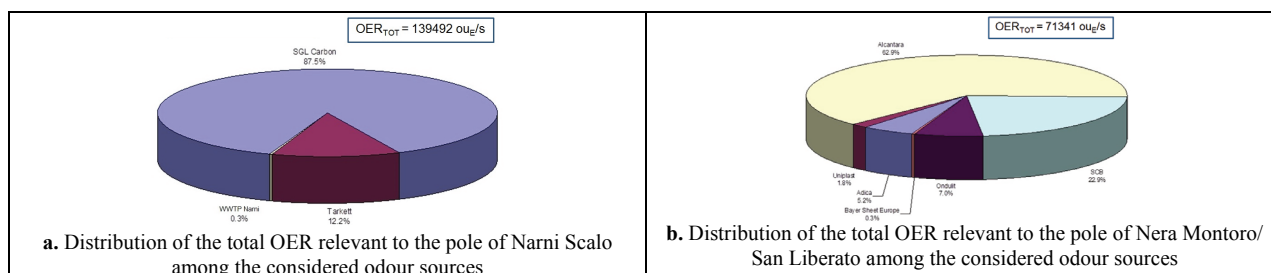 OER_TOT = 139492 ou_E/s
SGL Carbon
87.5%
WWTP Narni
0.3%
Tarkett
12.2%
a. Distribution of the total OER relevant to the pole of Narni Scalo
among the considered odour sources
OER_TOT = 71341 ou_E/s
Alcantara
62.9%
Uniplast
1.8%
Adica
5.2%
Bayer Sheet Europe
0.3%
Ondulit
7.0%
SCB
22.9%
b. Distribution of the total OER relevant to the pole of Nera Montoro/
San Liberato among the considered odour sources